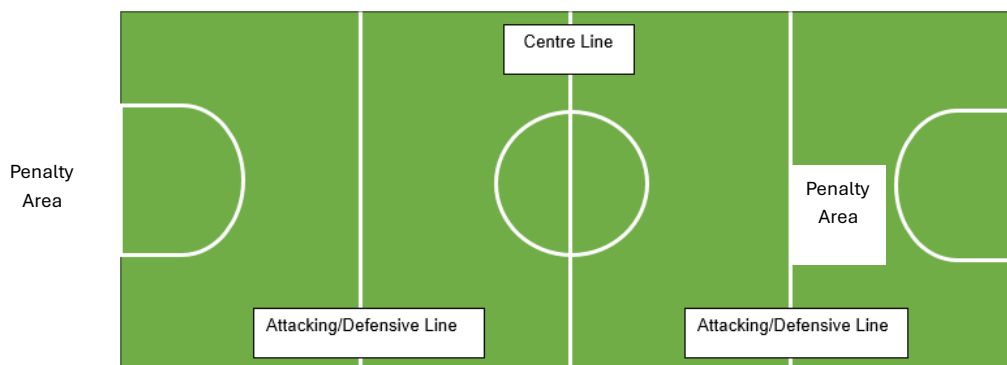 Centre Line
Penalty
Area
Penalty
Area
Attacking/Defensive Line
Attacking/Defensive Line